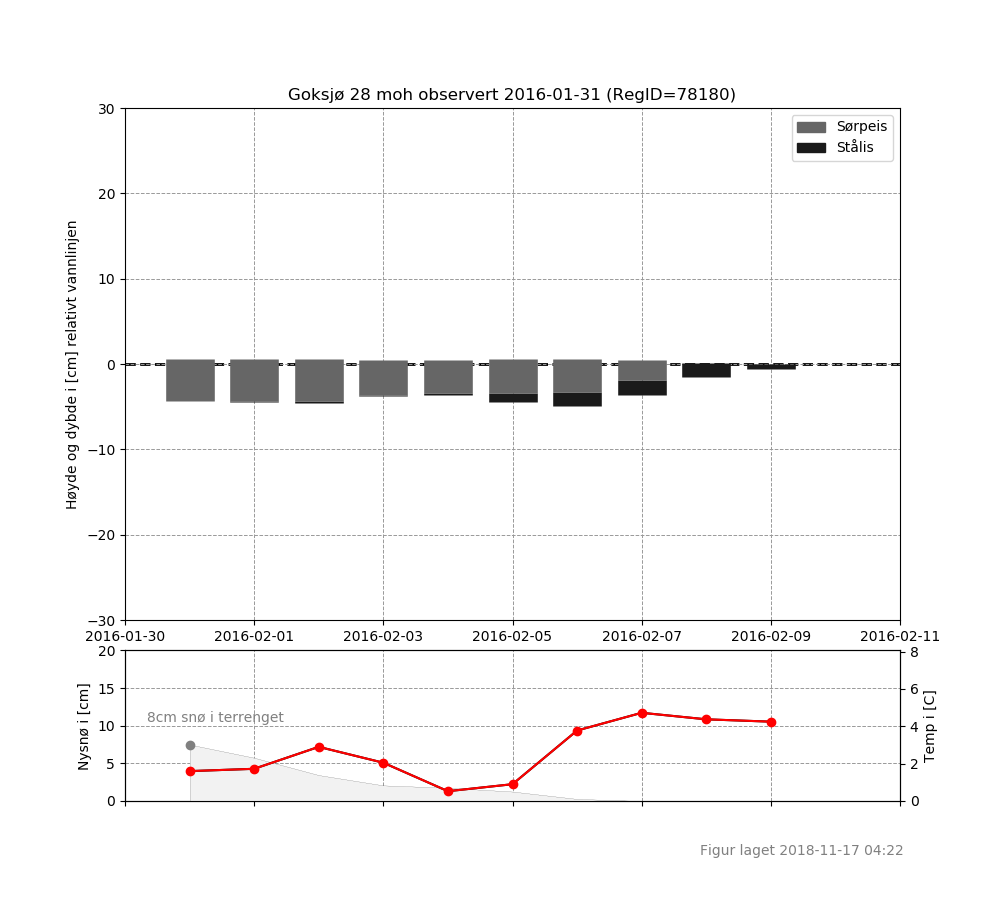 Goksjø 28 moh observert 2016-01-31 (RegID=78180)
Høyde og dybde i [cm] relativt vannlinjen
30
20
10
0
−10
−20
−30
Sørpeis
Stålis
2016-01-30 2016-02-01 2016-02-03 2016-02-05 2016-02-07 2016-02-09 2016-02-11
Nysnø i [cm]
20
15
10
5
0
8cm snø i terrenget
8
6
4
2
0
Temp i [C]
Figur laget 2018-11-17 04:22